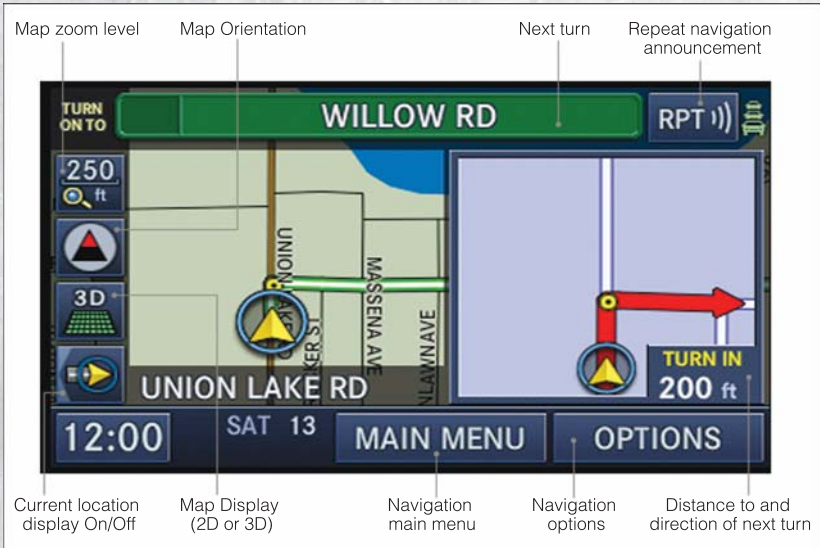 Map zoom level
Map Orientation
Next turn
Repeat navigation
announcement
TURN
ON TO
WILLOW RD
RPT
250
ft
3D
UNION LAKE RD
MASSENA AVE
KER ST
NLAWNAVE
UNION LAKE RD
TURN IN
200 ft
12:00
SAT 13
MAIN MENU
OPTIONS
Current location
display On/Off
Map Display
(2D or 3D)
Navigation
main menu
Navigation
options
Distance to and
direction of next turn